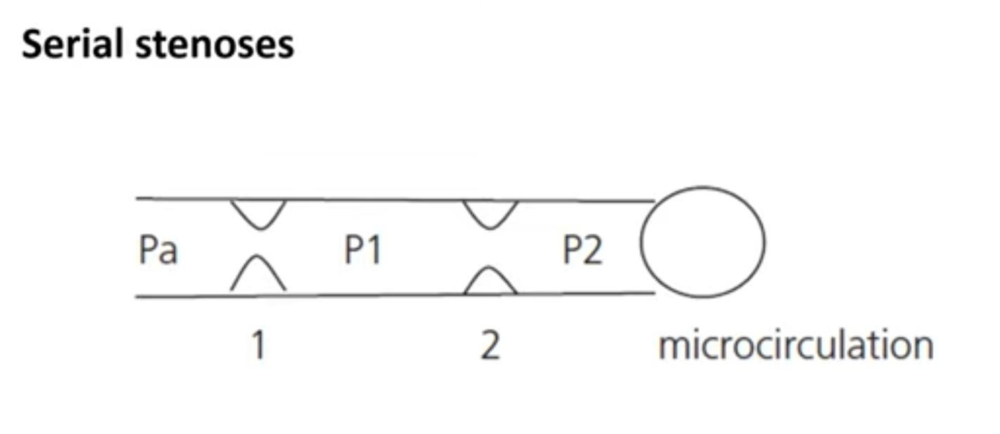 Serial stenoses
Pa P1 P2
1 2 microcirculation